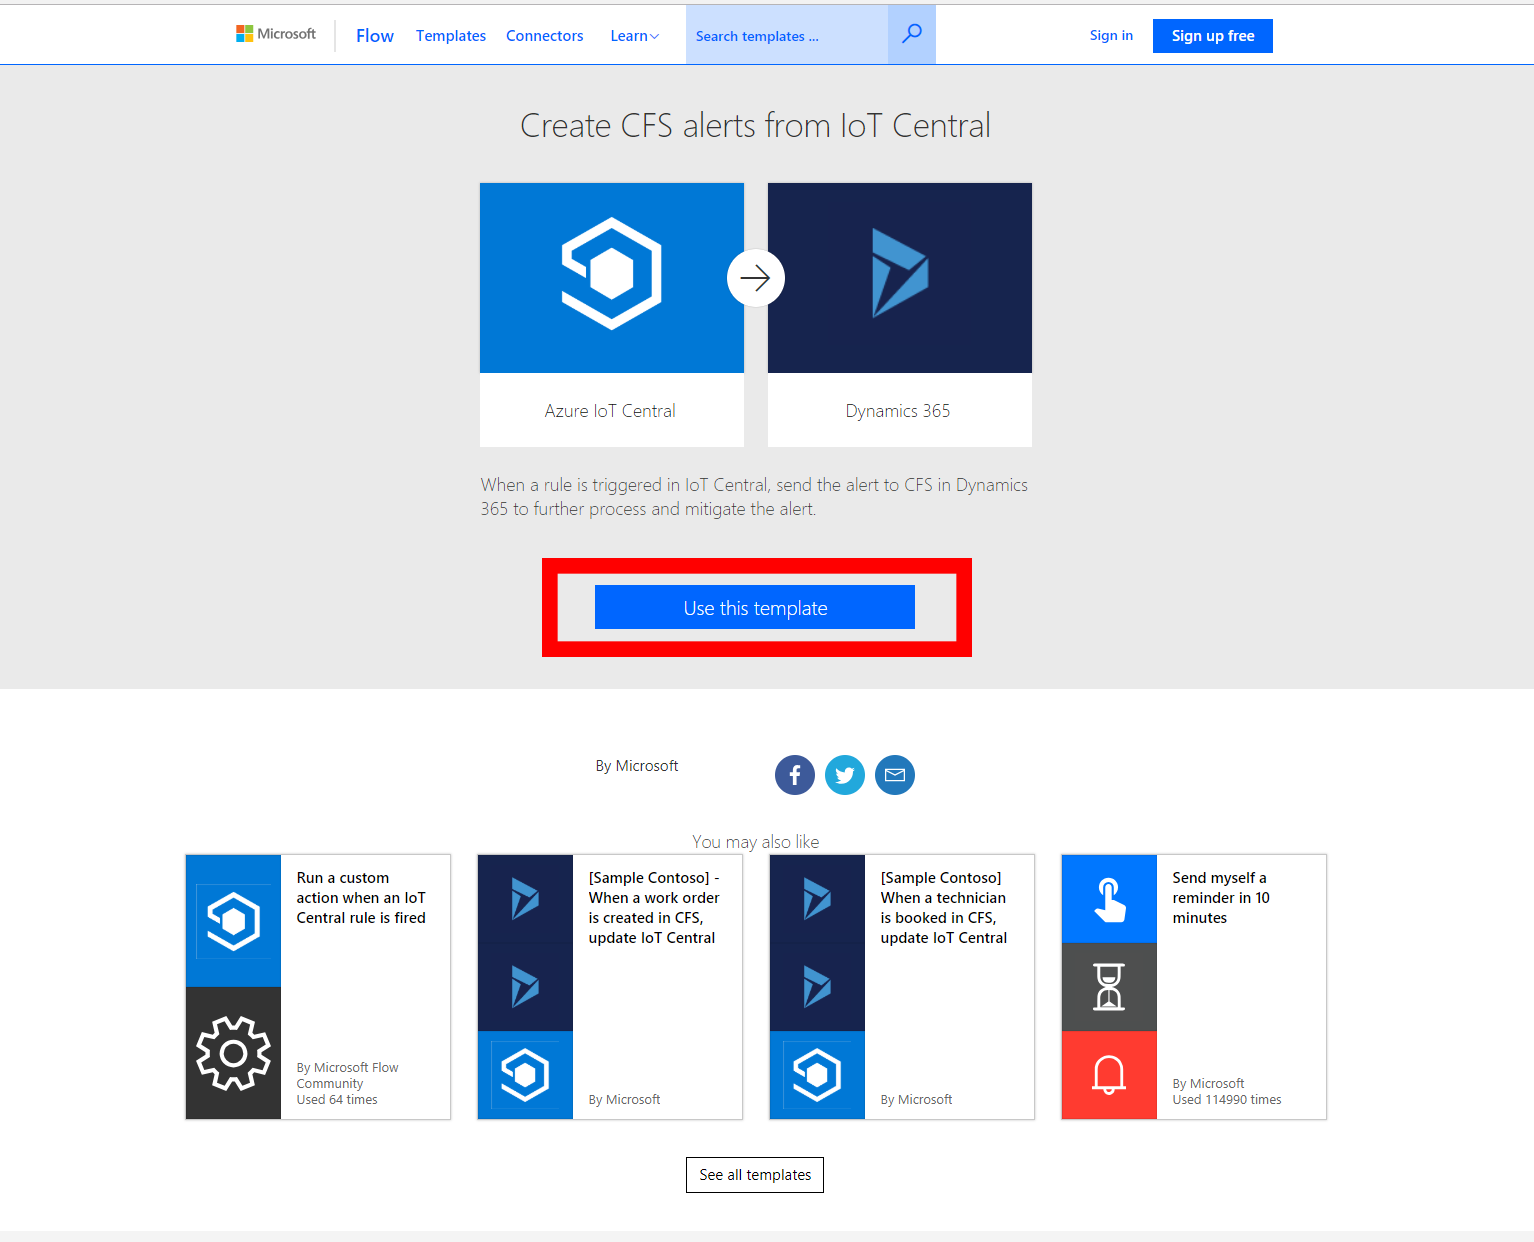 Microsoft Flow Templates Connectors Learn Search templates ... Sign in Sign up free
Create CFS alerts from IoT Central
Azure IoT Central
Dynamics 365
When a rule is triggered in IoT Central, send the alert to CFS in Dynamics
365 to further process and mitigate the alert.
Use this template
By Microsoft
You may also like
Run a custom
action when an IoT
Central rule is fired
By Microsoft Flow
Community
Used 64 times
[Sample Contoso] -
When a work order
is created in CFS,
update IoT Central
By Microsoft
[Sample Contoso]
When a technician
is booked in CFS,
update IoT Central
By Microsoft
Send myself a
reminder in 10
minutes
By Microsoft
Used 114990 times
See all templates